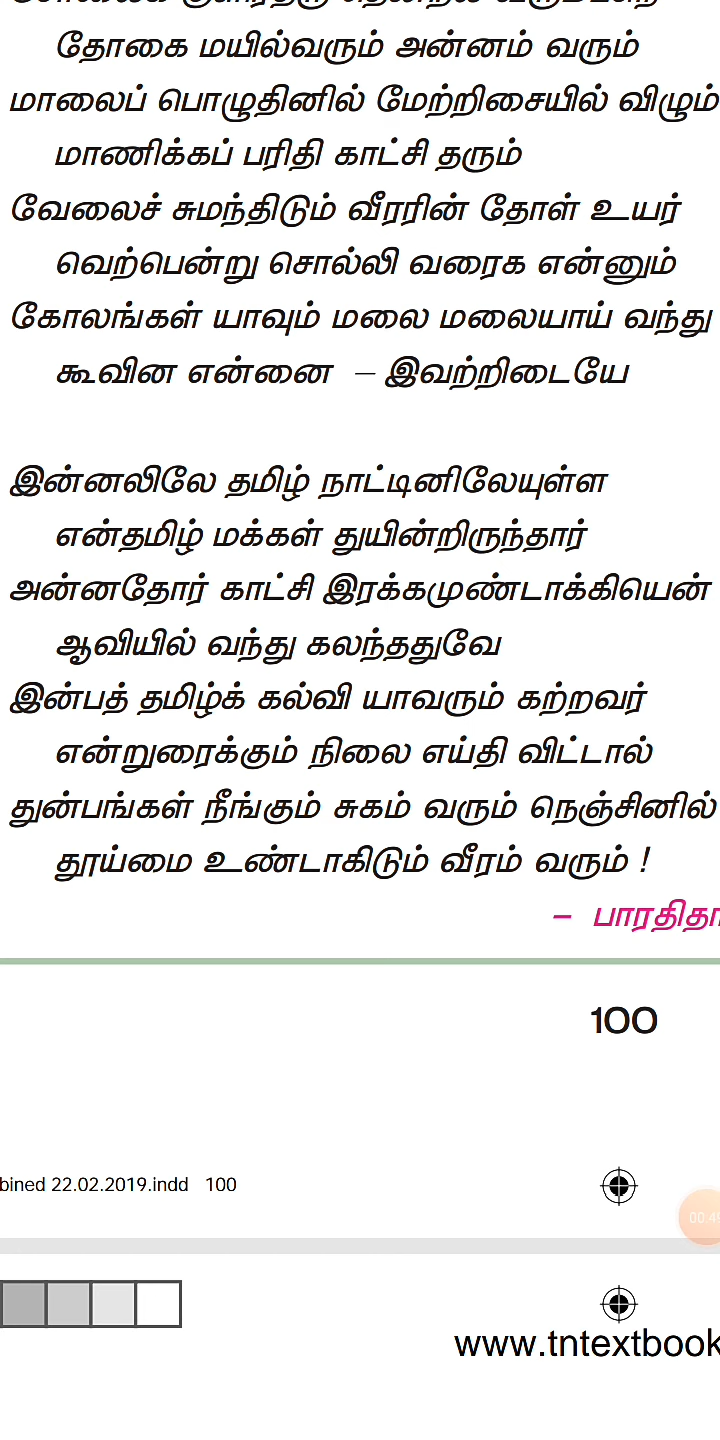 தோகை மயில்வரும் அன்னம் வரும்
மாலைப் பொழுதினில் மேற்றிசையில் விழும்
மாணிக்கப் பரிதி காட்சி தரும்
வேலைச் சுமந்திடும் வீரரின் தோள் உயர்
வெற்பென்று சொல்லி வரைக என்னும்
கோலங்கள் யாவும் மலை மலையாய் வந்து
கூவின என்னை – இவற்றிடையே
இன்னலிலே தமிழ் நாட்டினிலேயுள்ள
என்தமிழ் மக்கள் துயின்றிருந்தார்
அன்னதோர் காட்சி இரக்கமுண்டாக்கியென்
ஆவியில் வந்து கலந்ததுவே
இன்பத் தமிழ்க் கல்வி யாவரும் கற்றவர்
என்றுரைக்கும் நிலை எய்தி விட்டால்
துன்பங்கள் நீங்கும் சுகம் வரும் நெஞ்சினில்
தூய்மை உண்டாகிடும் வீரம் வரும் !
–
100
bined 22.02.2019.indd 100
www.tntextbook